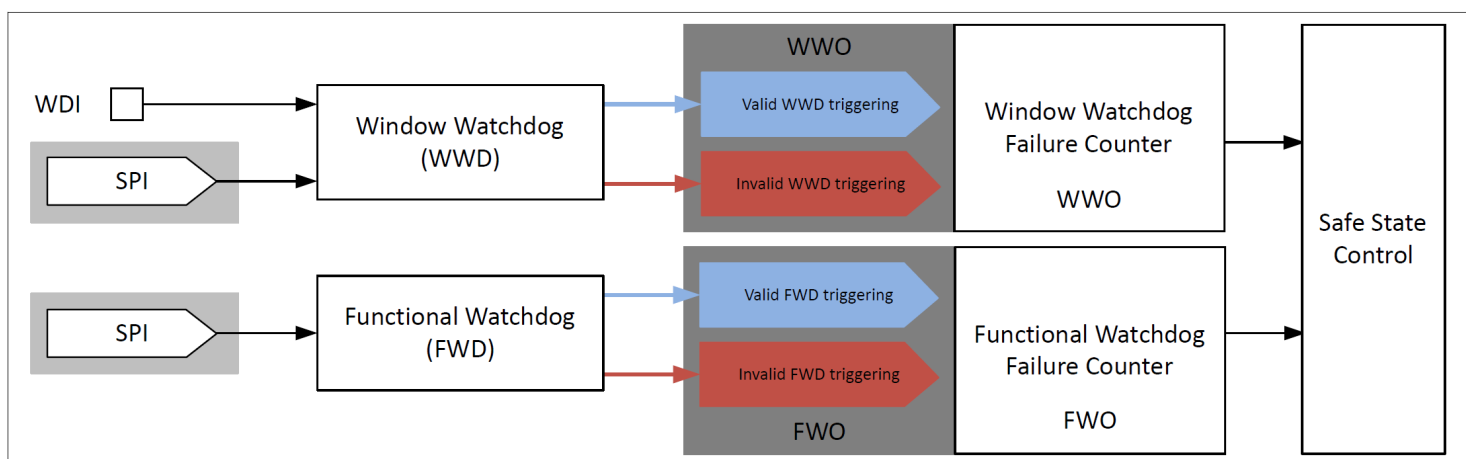 WWO
WDI
Valid WWD triggering
Window Watchdog
(WWD)
Window Watchdog
Failure Counter
SPI
Invalid WWD triggering
WWO
Safe State
Control
FWO
Valid FWD triggering
SPI
Functional Watchdog
(FWD)
Functional Watchdog
Failure Counter
Invalid FWD triggering
FWO